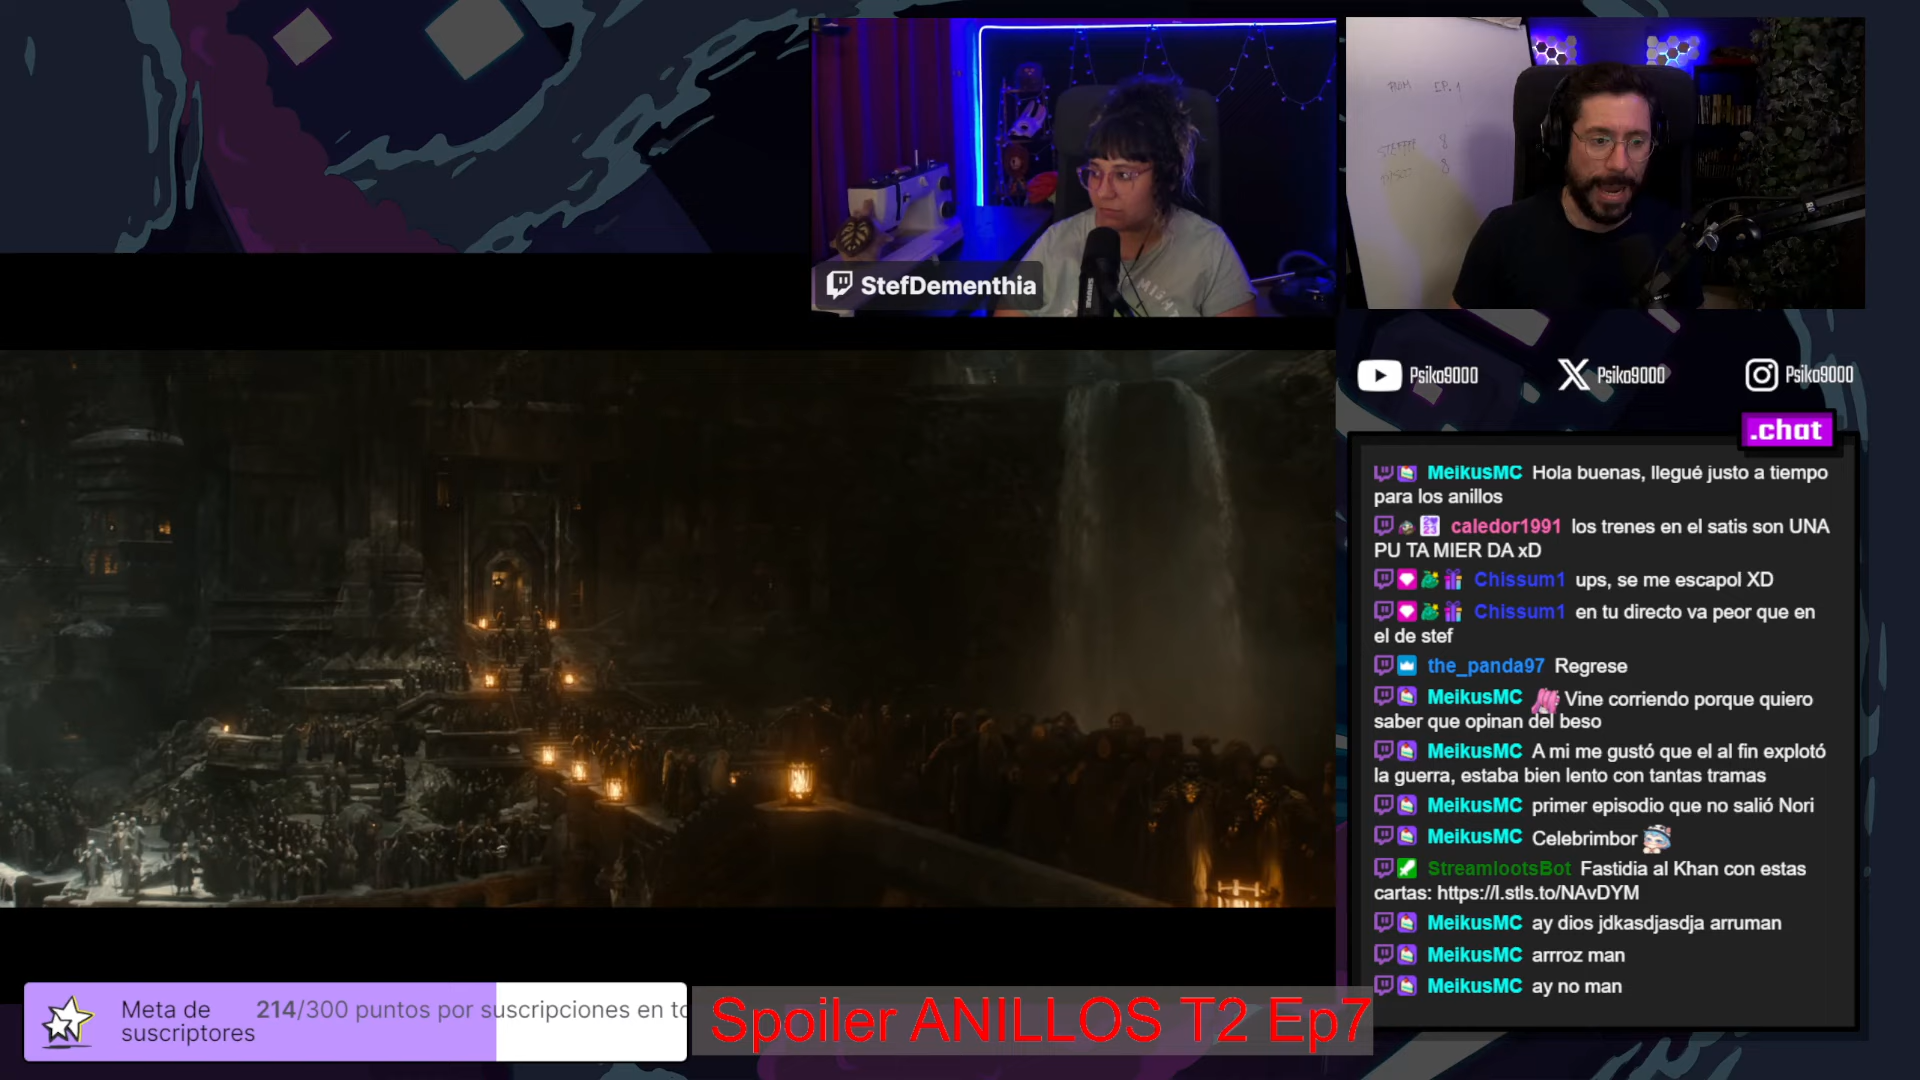 StefDementhia
EP. 1
8
8
Psiko9000
Psiko9000
Psiko9000
.chat
MeikusMC Hola buenas, llegué justo a tiempo
para los anillos
caledor1991 los trenes en el satis son UNA
PU TA MIER DA xD
Chissum1 ups, se me escapol XD
Chissum1 en tu directo va peor que en
el de stef
the_panda97 Regrese
MeikusMC Vine corriendo porque quiero
saber que opinan del beso
MeikusMC A mi me gustó que el al fin explotó
la guerra, estaba bien lento con tantas tramas
MeikusMC primer episodio que no salió Nori
MeikusMC Celebrimbor
StreamlootsBot Fastidia al Khan con estas
cartas: https://l.stls.to/NAvDYM
MeikusMC ay dios jdkasdjasdja arruman
MeikusMC arrroz man
MeikusMC ay no man
Meta de
suscriptores
214/300 puntos por suscripciones en to
Spoiler ANILLOS T2 Ep7